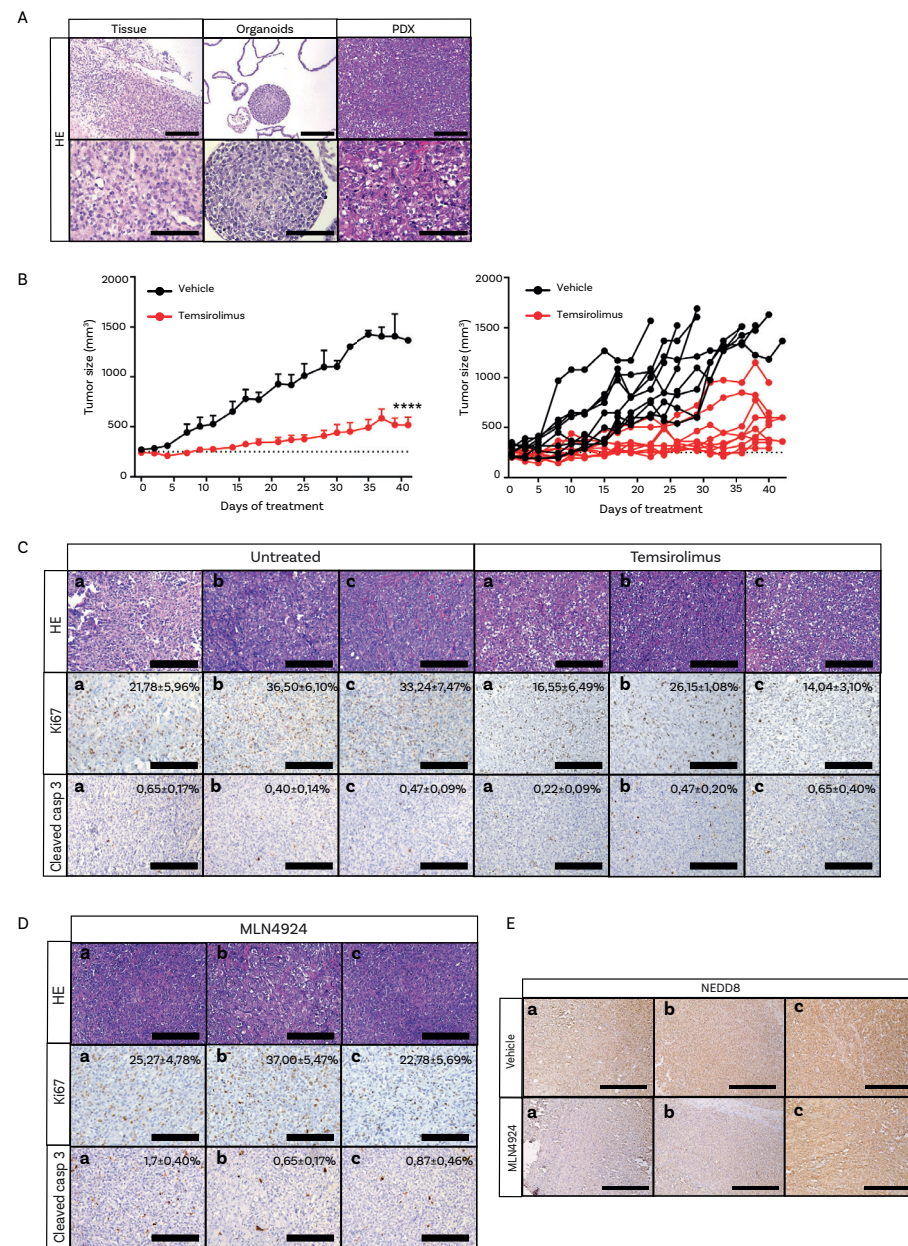 A
Tissue Organoids PDX
HE
B
2000
1500
1000
500
0
Tumor size (mm³)
Vehicle
Temsirolimus
****
0 5 10 15 20 25 30 35 40
Days of treatment
2000
1500
1000
500
0
Tumor size (mm³)
Vehicle
Temsirolimus
0 5 10 15 20 25 30 35 40
Days of treatment
C
Untreated Temsirolimus
HE
a b c a b c
Ki67
a b c a b c
21,78±5,96% 36,50±6,10% 33,24±7,47% 16,55±6,49% 26,15±1,08% 14,04±3,10%
Cleaved casp 3
a b c a b c
0,65±0,17% 0,40±0,14% 0,47±0,09% 0,22±0,09% 0,47±0,20% 0,65±0,40%
D
MLN4924
HE
a b c
Ki67
a b c
25,27±4,78% 37,00±5,47% 22,78±5,69%
Cleaved casp 3
a b c
1,7±0,40% 0,65±0,17% 0,87±0,46%
E
NEDD8
Vehicle
a b c
MLN4924
a b c